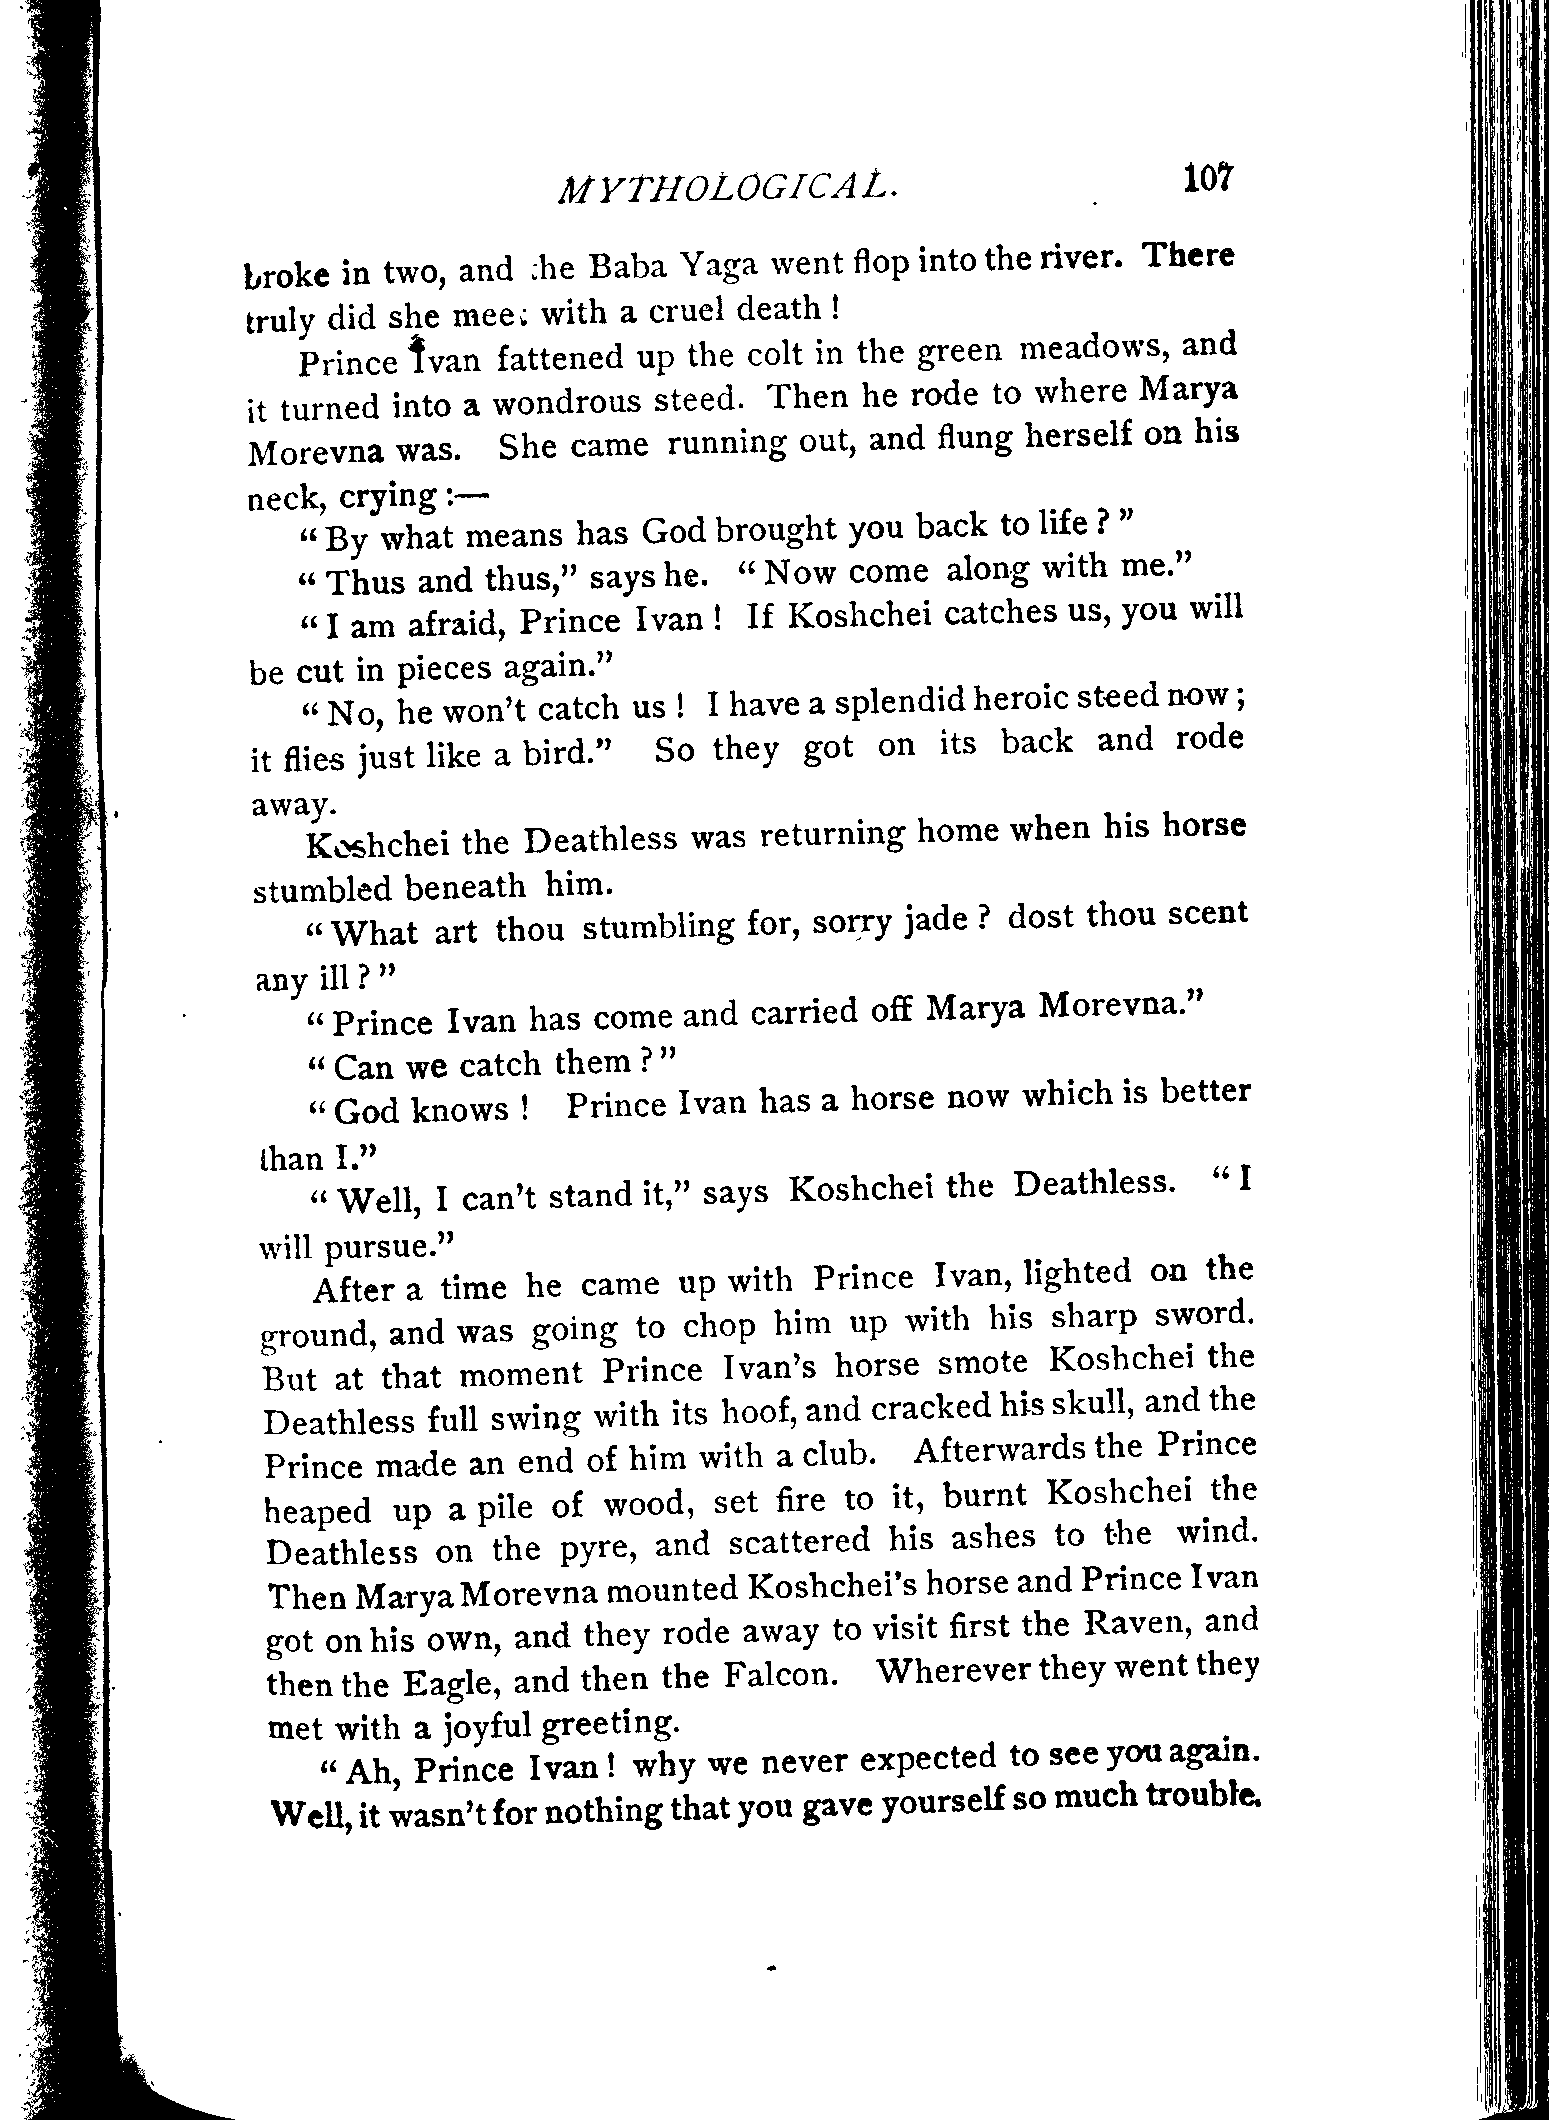 MYTHOLOGICAL. 107
broke in two, and the Baba Yaga went flop into the river. There
truly did she meet with a cruel death !
Prince Ivan fattened up the colt in the green meadows, and
it turned into a wondrous steed. Then he rode to where Marya
Morevna was. She came running out, and flung herself on his
neck, crying :—
“ By what means has God brought you back to life ? ”
“ Thus and thus,” says he. “ Now come along with me.”
“ I am afraid, Prince Ivan ! If Koshchei catches us, you will
be cut in pieces again.”
“ No, he won’t catch us ! I have a splendid heroic steed now ;
it flies just like a bird.” So they got on its back and rode
away.
Koshchei the Deathless was returning home when his horse
stumbled beneath him.
“ What art thou stumbling for, sorry jade ? dost thou scent
any ill ? ”
“ Prince Ivan has come and carried off Marya Morevna.”
“ Can we catch them ? ”
“ God knows ! Prince Ivan has a horse now which is better
than I.”
“ Well, I can’t stand it,” says Koshchei the Deathless. “ I
will pursue.”
After a time he came up with Prince Ivan, lighted on the
ground, and was going to chop him up with his sharp sword.
But at that moment Prince Ivan’s horse smote Koshchei the
Deathless full swing with its hoof, and cracked his skull, and the
Prince made an end of him with a club. Afterwards the Prince
heaped up a pile of wood, set fire to it, burnt Koshchei the
Deathless on the pyre, and scattered his ashes to the wind.
Then Marya Morevna mounted Koshchei’s horse and Prince Ivan
got on his own, and they rode away to visit first the Raven, and
then the Eagle, and then the Falcon. Wherever they went they
met with a joyful greeting.
“ Ah, Prince Ivan ! why we never expected to see you again.
Well, it wasn’t for nothing that you gave yourself so much trouble.